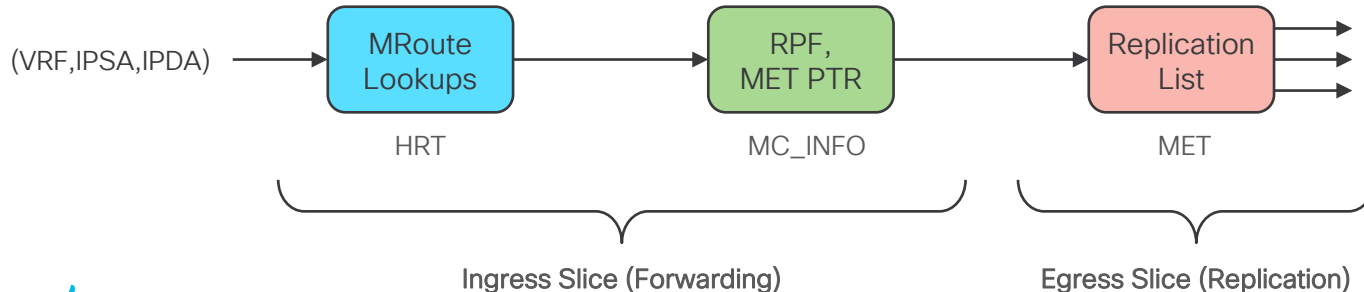 (VRF,IPSA,IPDA)
MRoute
Lookups
RPF,
MET PTR
Replication
List
HRT
MC_INFO
MET
Ingress Slice (Forwarding)
Egress Slice (Replication)